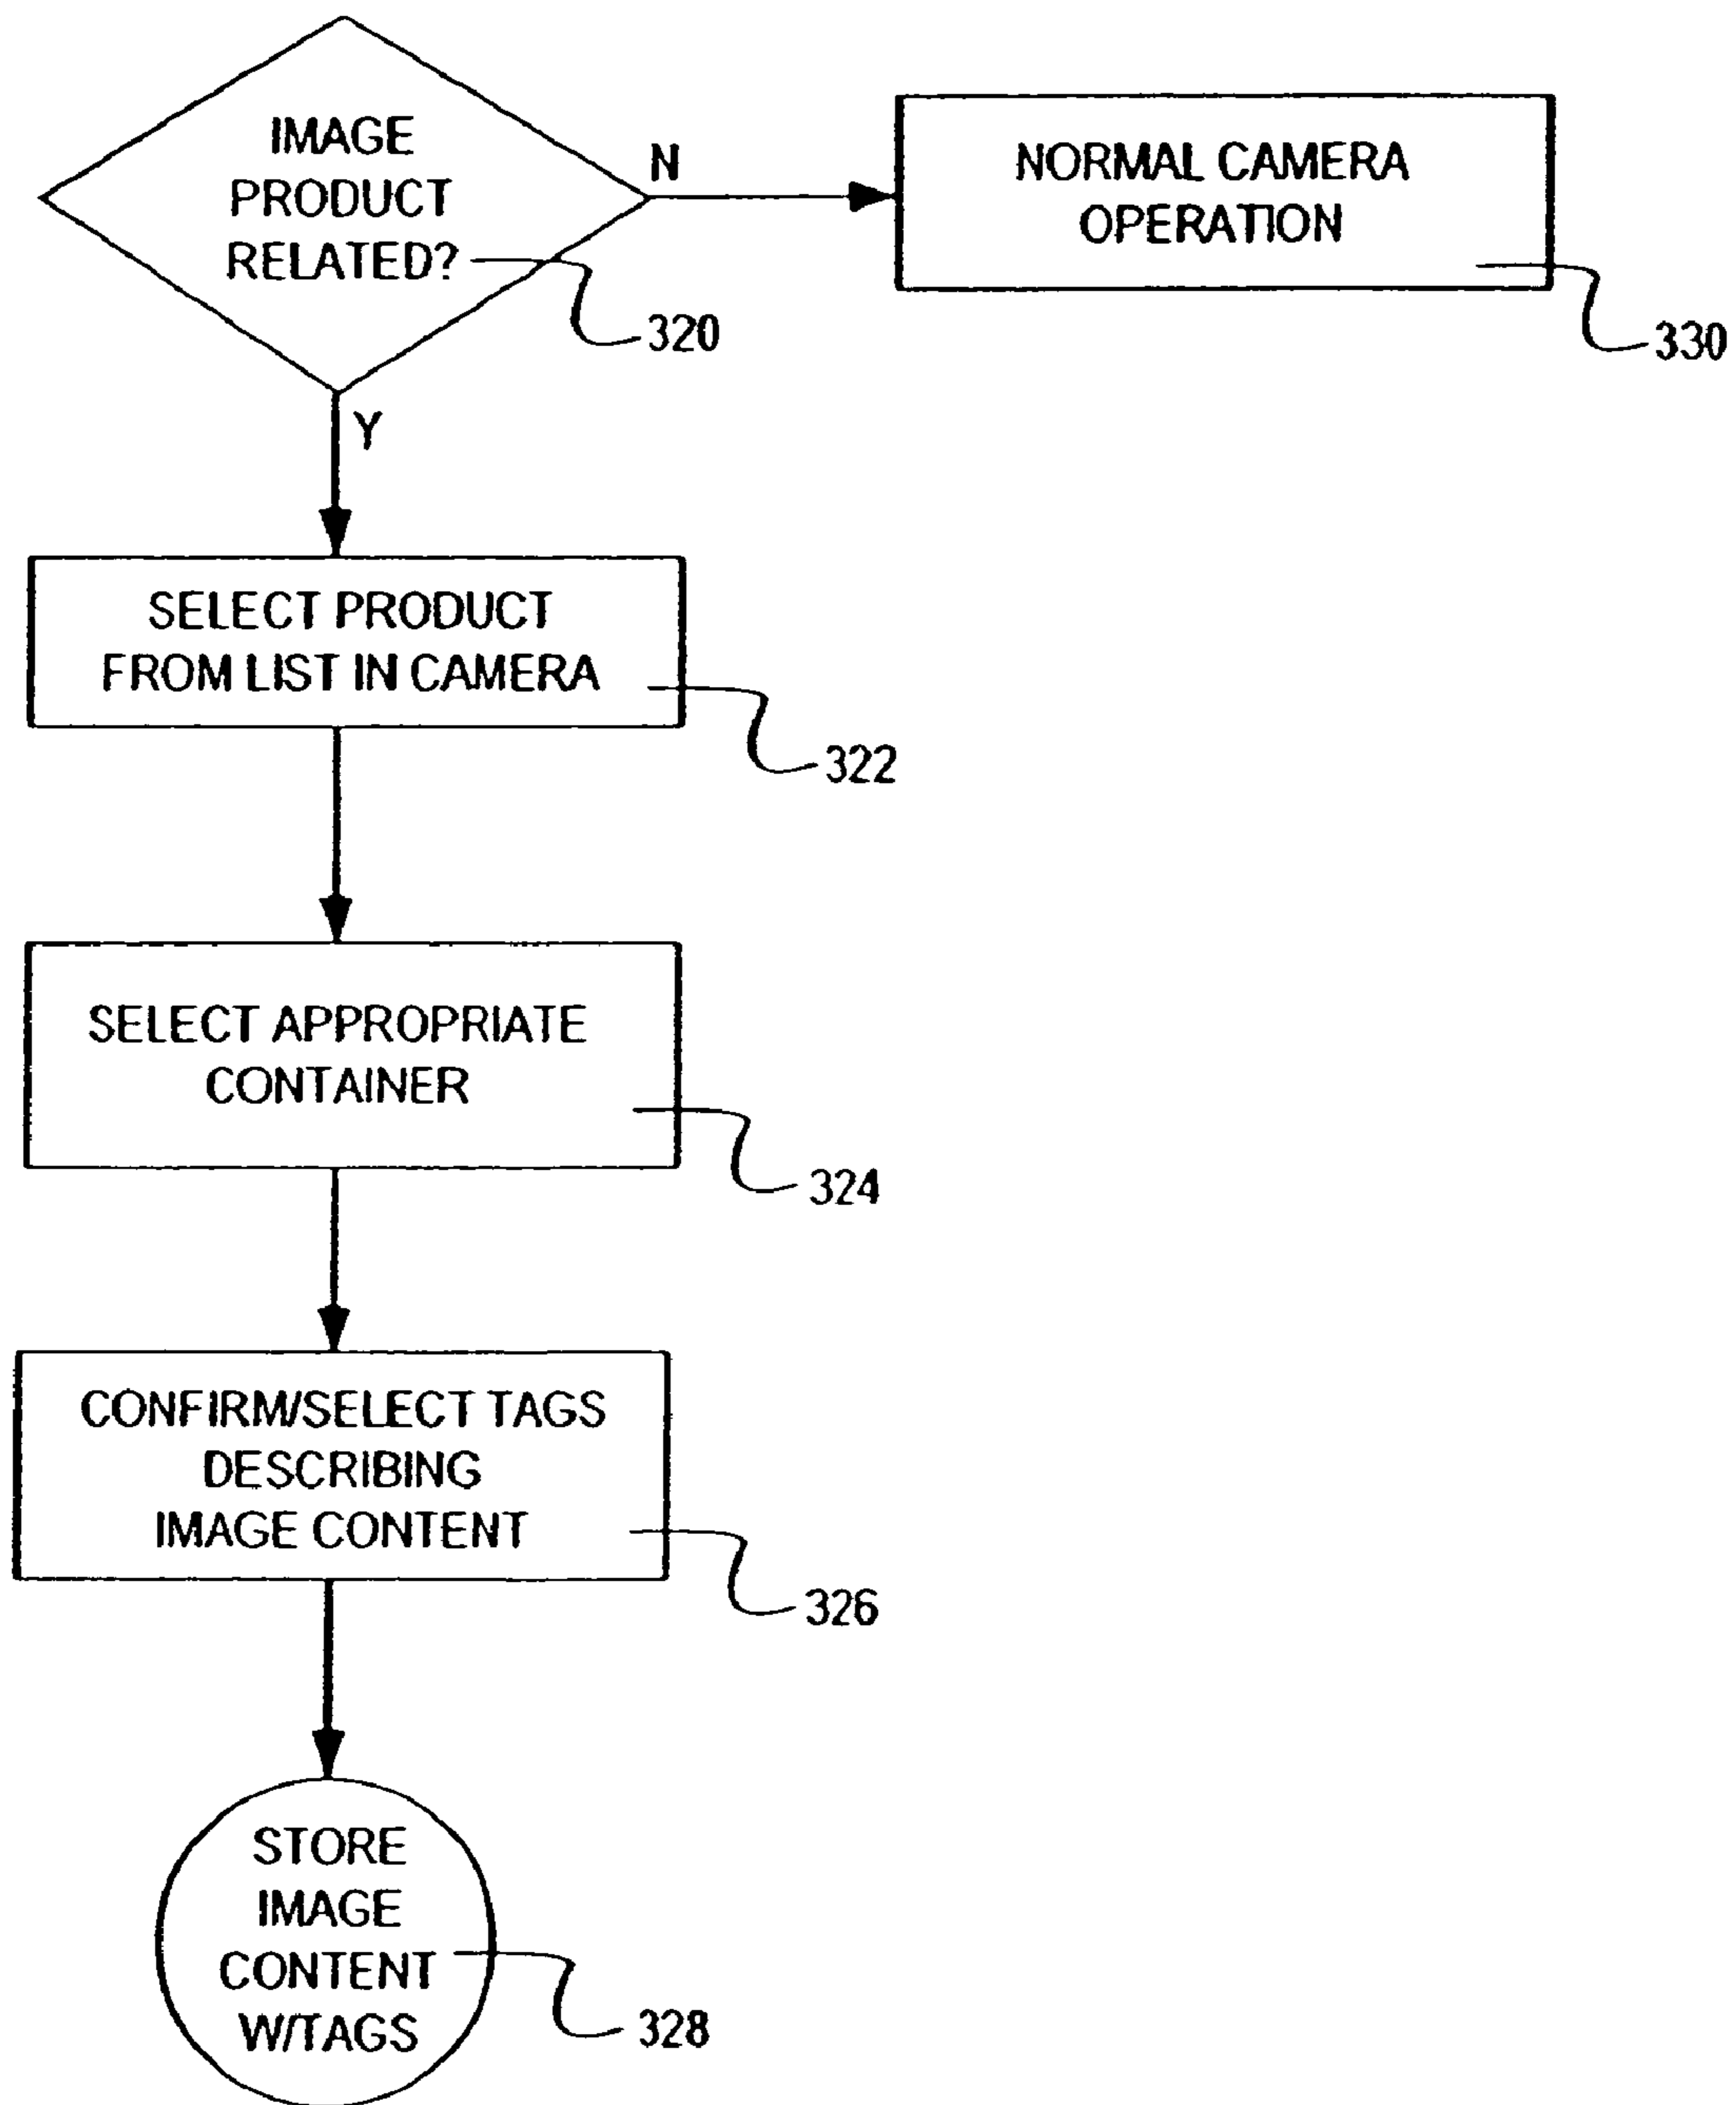 IMAGE
PRODUCT
RELATED?
320
N
NORMAL CAMERA
OPERATION
330
Y
SELECT PRODUCT
FROM LIST IN CAMERA
322
SELECT APPROPRIATE
CONTAINER
324
CONFIRM/SELECT TAGS
DESCRIBING
IMAGE CONTENT
326
STORE
IMAGE
CONTENT
W/TAGS
328